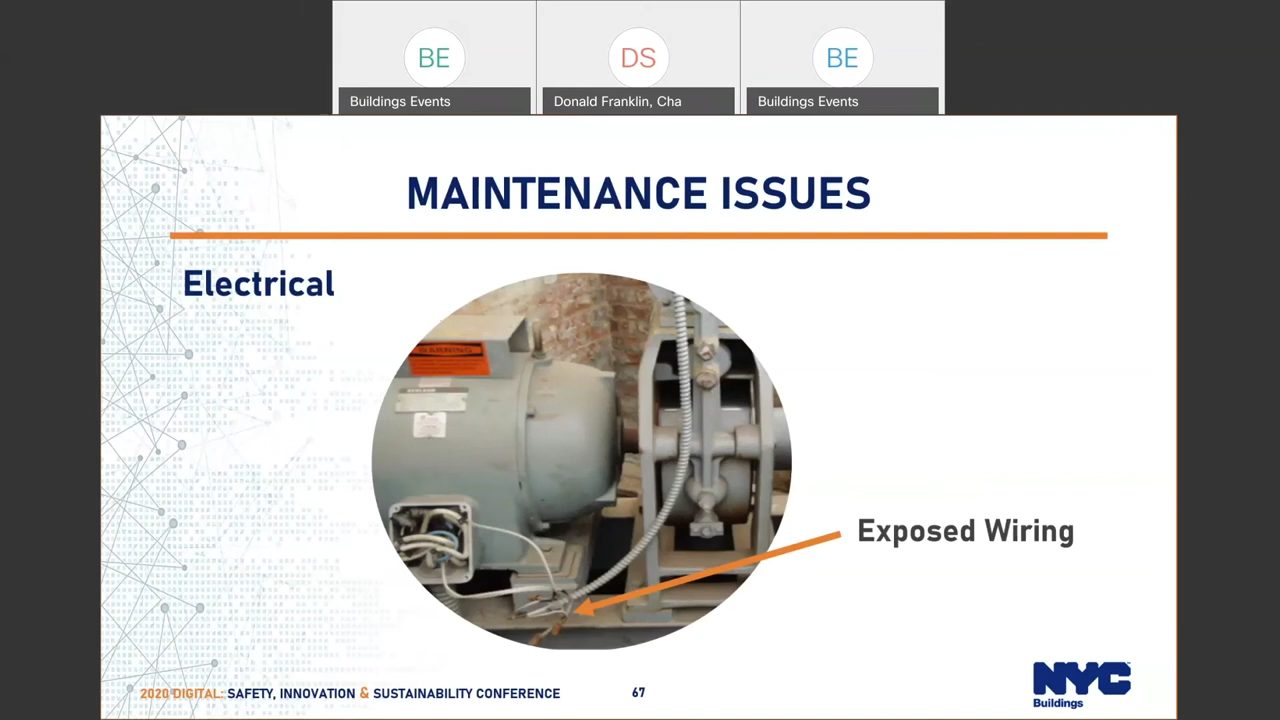 BE
DS
BE
Buildings Events
Donald Franklin, Cha
Buildings Events
MAINTENANCE ISSUES
Electrical
WARNING
Exposed Wiring
2020 DIGITAL: SAFETY, INNOVATION & SUSTAINABILITY CONFERENCE
67
NYC
Buildings